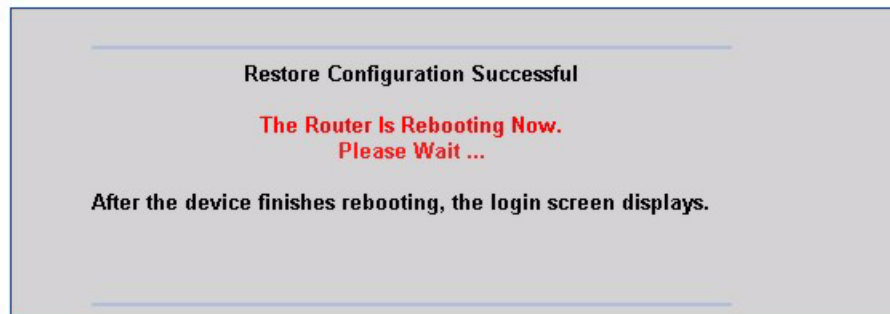 Restore Configuration Successful
The Router Is Rebooting Now.
Please Wait ...
After the device finishes rebooting, the login screen displays.